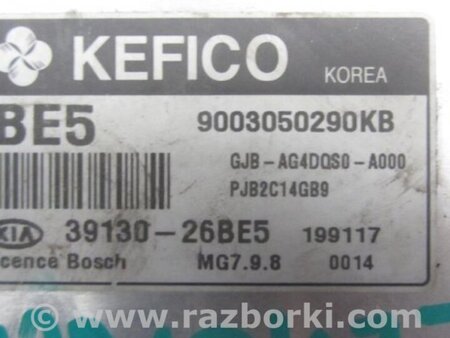 KEFICO KOREA
BE5 9003050290KB
GJB-AG4DQS0-A000
PJB2C14GB9
KIA 39130-26BE5 199117
cence Bosch MG7.9.8 0014
© www.razborki.com